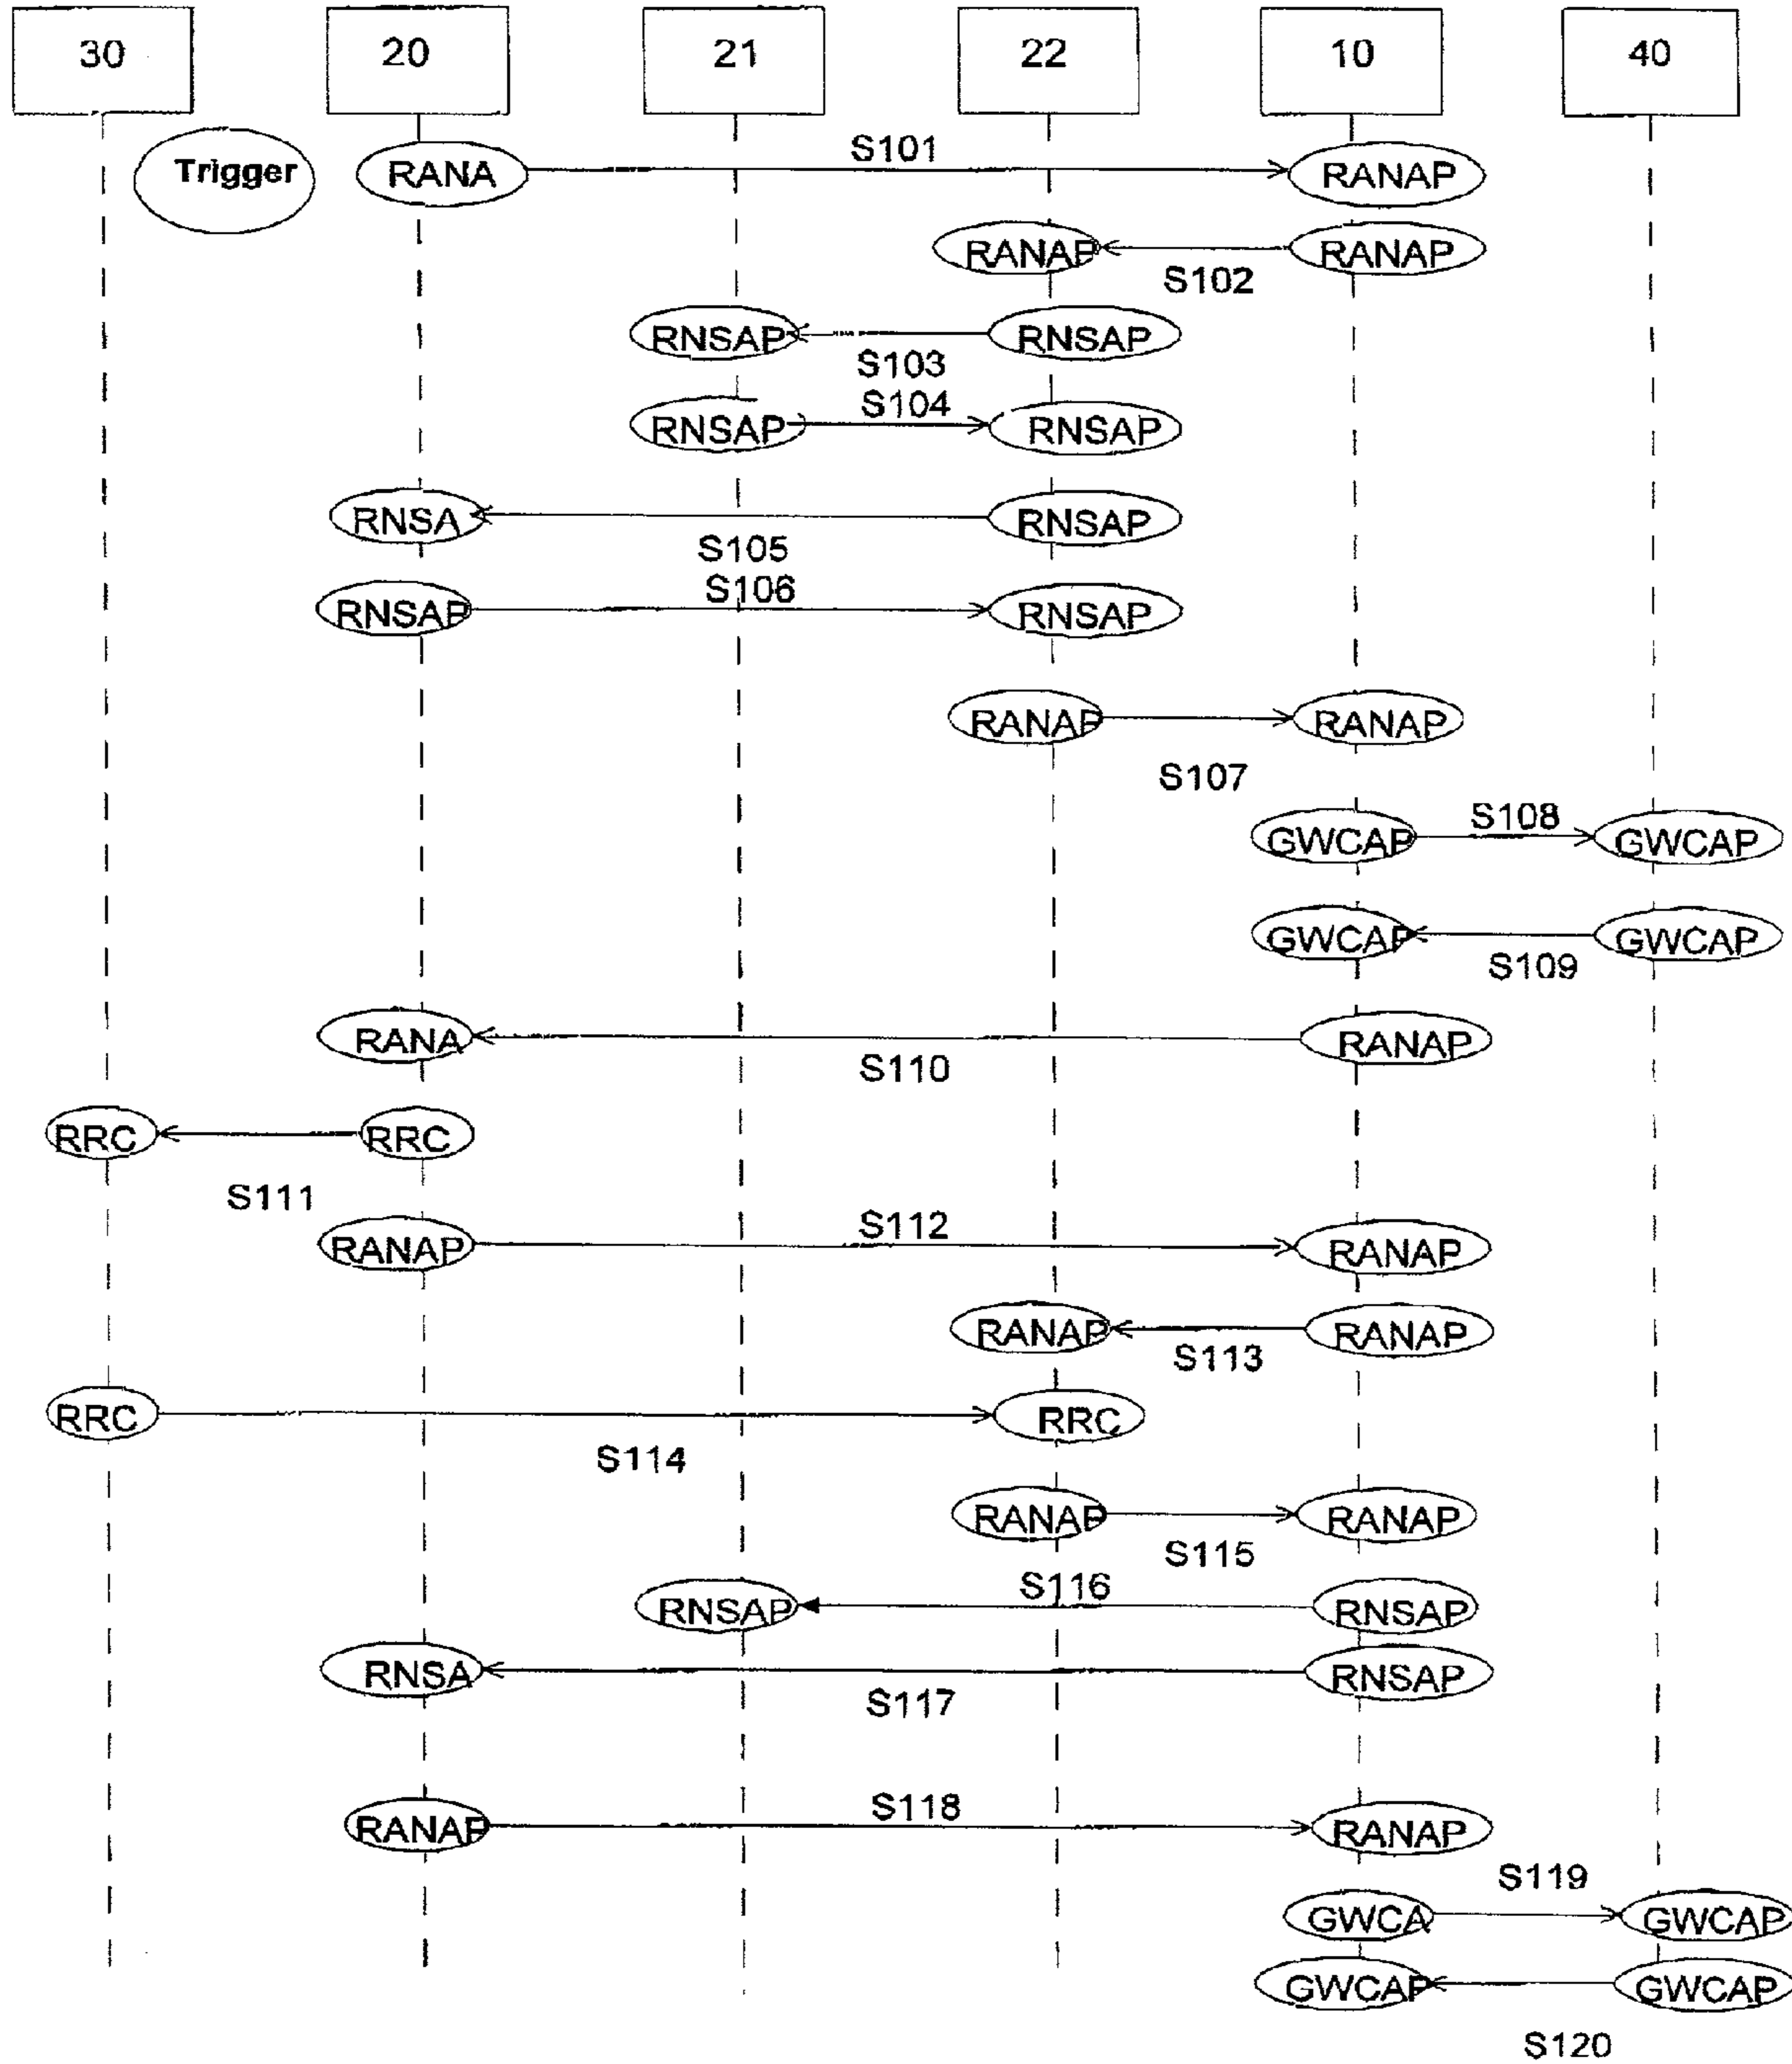 30 20 21 22 10 40
S101
Trigger RANA RANAP
RANAP RANAP
S102
RNSAP RNSAP
S103
S104
RNSAP RNSAP
RNSA RNSAP
S105
S106
RNSAP RNSAP
RANAP RANAP
S107
S108
GWCAP GWCAP
GWCAP GWCAP
S109
RANA RANAP
S110
RRC RRC
S111
S112
RANAP RANAP
RANAP RANAP
S113
RRC RRC
S114
RANAP RANAP
S115
S116
RNSAP RNSAP
RNSA RNSAP
S117
S118
RANAP RANAP
S119
GWCA GWCAP
GWCAP GWCAP
S120